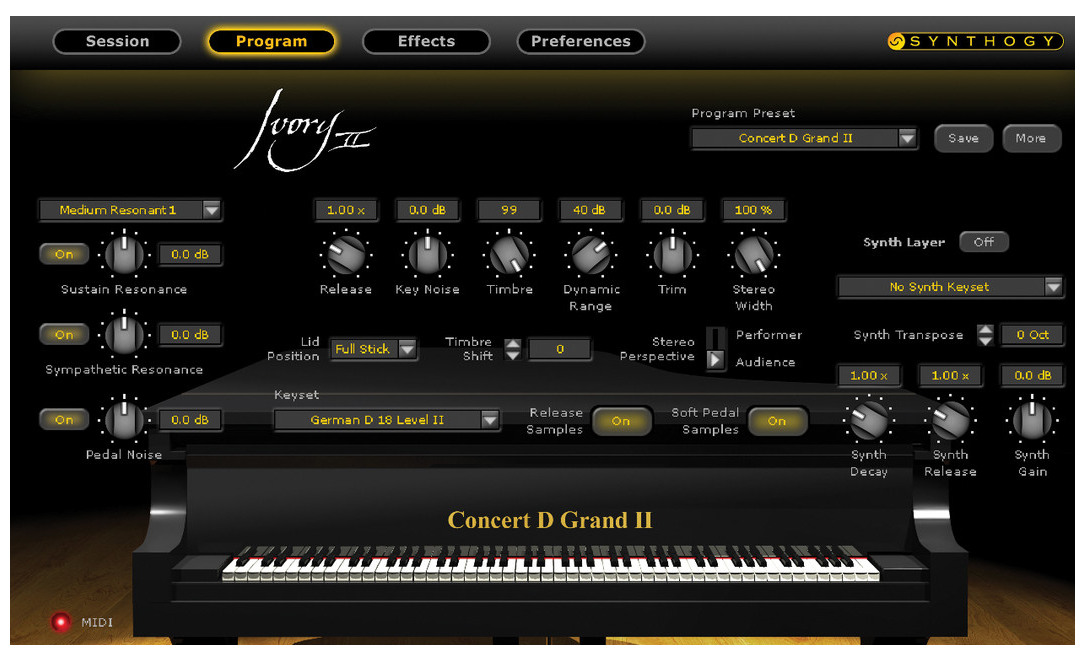 Session
Program
Effects
Preferences
SYNTHOGY
Ivory II
Program Preset
Concert D Grand II
Save
More
Medium Resonant 1
1.00 x
0.0 dB
99
40 dB
0.0 dB
100 %
On
0.0 dB
Sustain Resonance
Release
Key Noise
Timbre
Dynamic
Range
Trim
Stereo
Width
Synth Layer
Off
No Synth Keyset
On
0.0 dB
Sympathetic Resonance
Lid
Position
Full Stick
Timbre
Shift
0
Stereo
Perspective
Performer
Audience
Synth Transpose
0 Oct
1.00 x
1.00 x
0.0 dB
Keyset
German D 18 Level II
Release
Samples
On
Soft Pedal
Samples
On
On
0.0 dB
Pedal Noise
Synth
Decay
Synth
Release
Synth
Gain
Concert D Grand II
MIDI